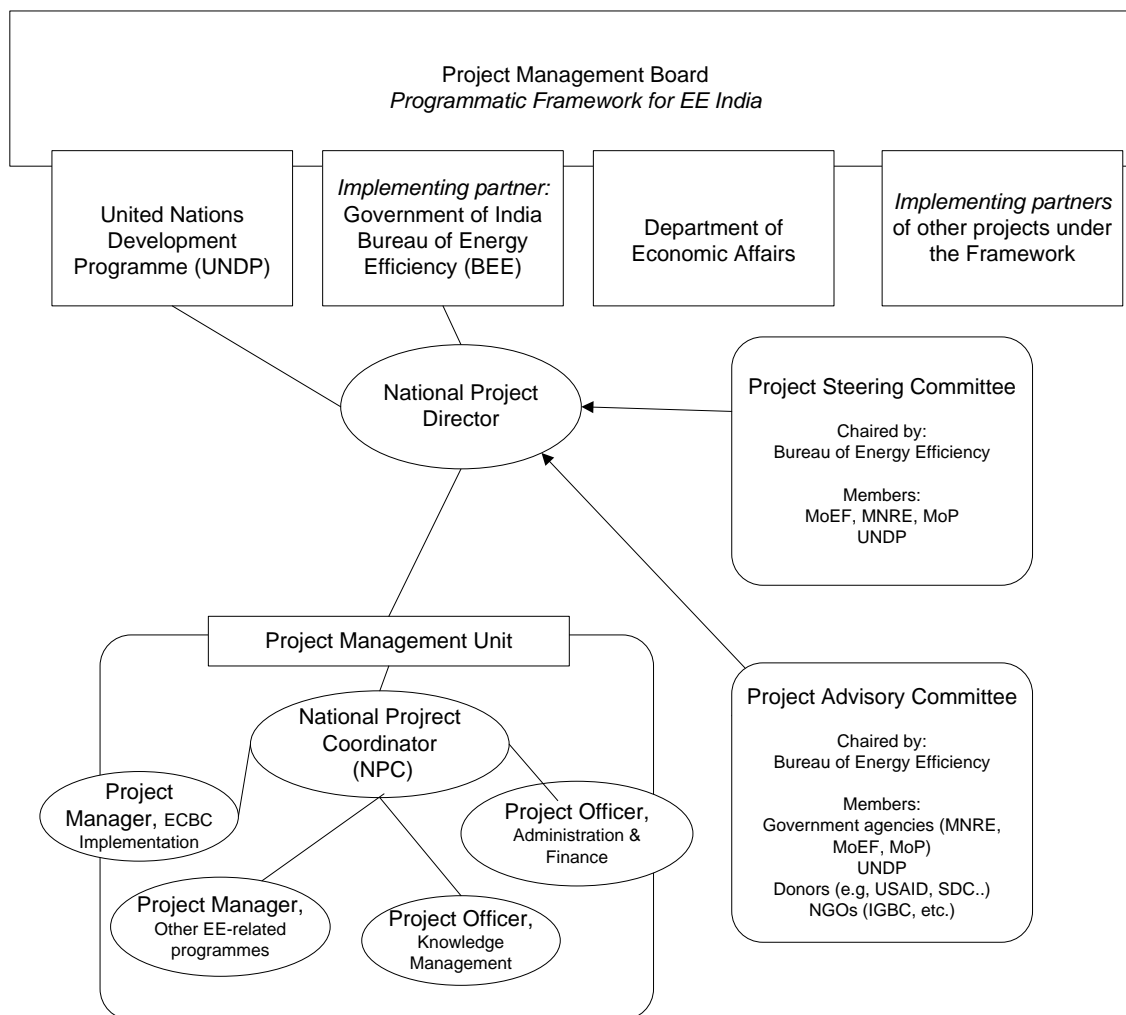 Project Management Board
Programmatic Framework for EE India
United Nations
Development
Programme (UNDP)
Implementing partner:
Government of India
Bureau of Energy
Efficiency (BEE)
Department of
Economic Affairs
Implementing partners
of other projects under
the Framework
National Project
Director
Project Steering Committee
Chaired by:
Bureau of Energy Efficiency
Members:
MoEF, MNRE, MoP
UNDP
Project Management Unit
National Projrect
Coordinator
(NPC)
Project
Manager, ECBC
Implementation
Project Officer,
Administration &
Finance
Project Manager,
Other EE-related
programmes
Project Officer,
Knowledge
Management
Project Advisory Committee
Chaired by:
Bureau of Energy Efficiency
Members:
Government agencies (MNRE,
MoEF, MoP)
UNDP
Donors (e.g, USAID, SDC..)
NGOs (IGBC, etc.)